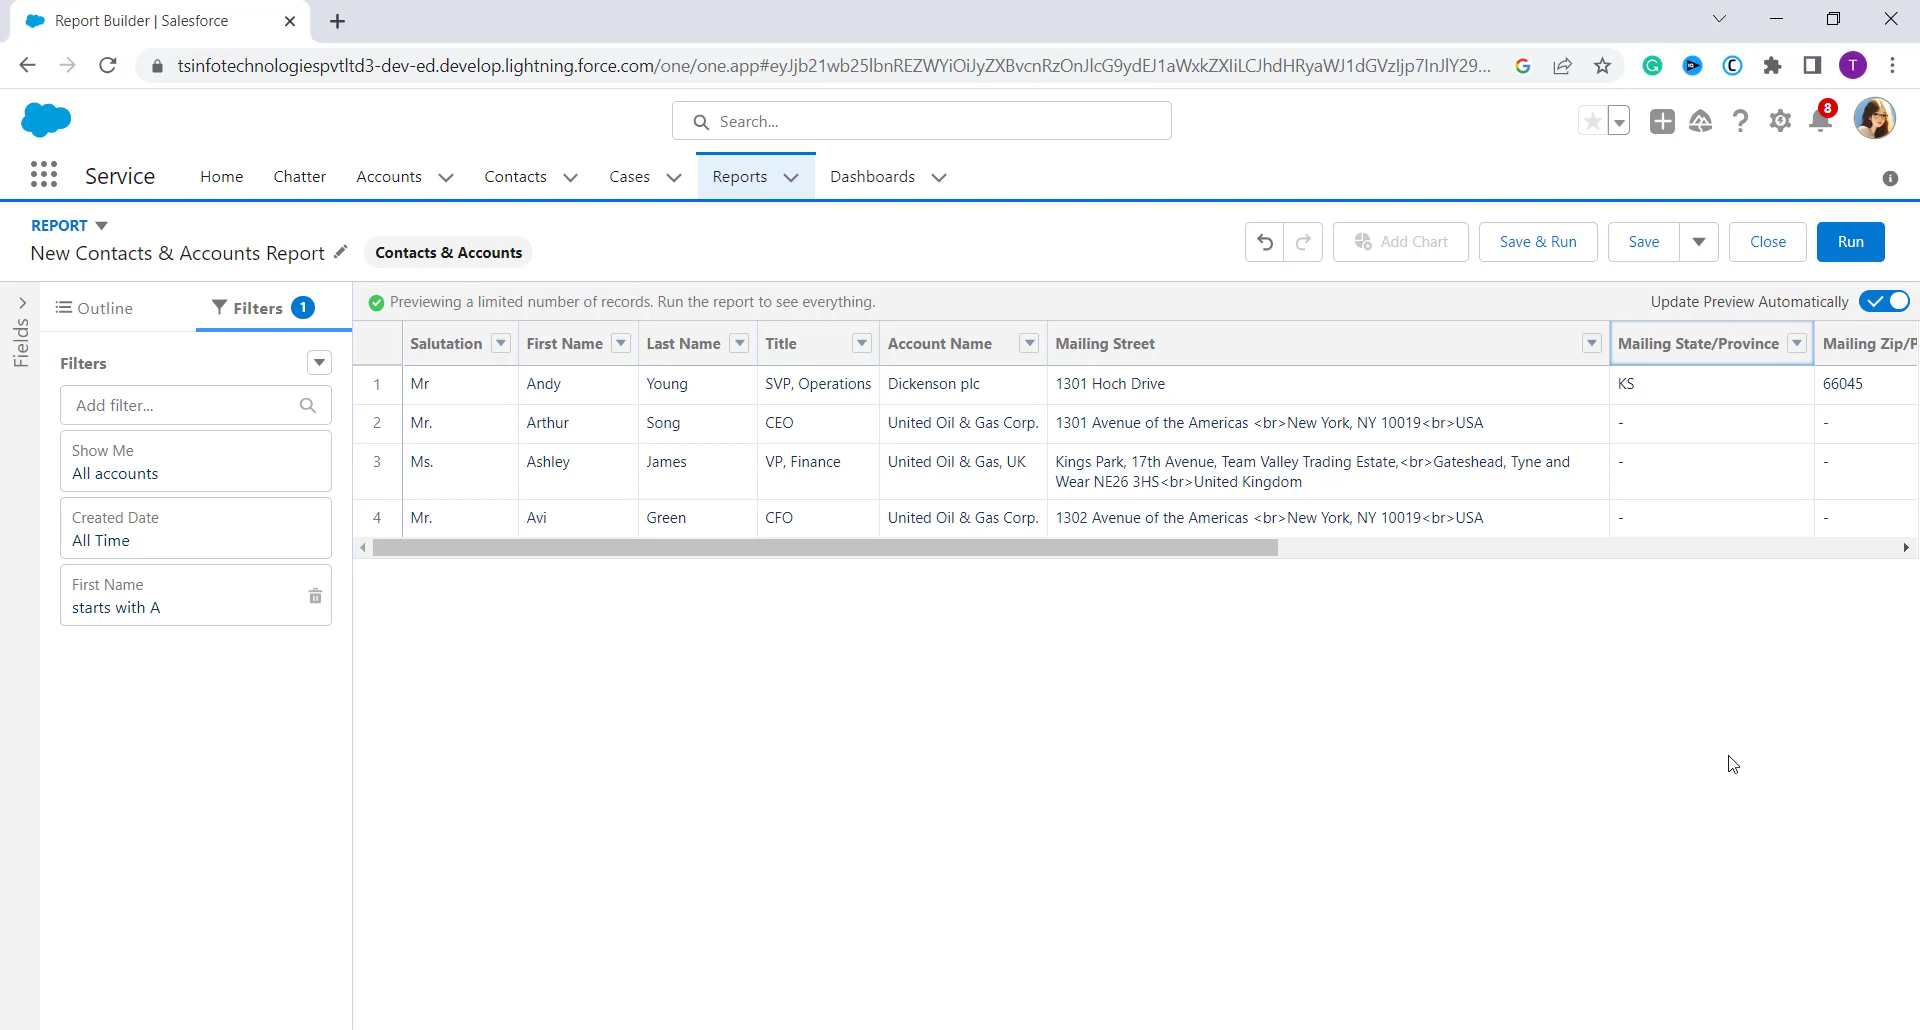 Report Builder | Salesforce
tsinfotechnologiespvtltd3-dev-ed.develop.lightning.force.com/one/one.app#eyJjb21wb25lbnREZWYiOiJyZXBvcnRzOnJlcG9ydEJ1aWxkZXIiLCJhdHRyaWJ1dGVzIjp7InJlY29...
T
Search...
8
Service
Home
Chatter
Accounts
Contacts
Cases
Reports
Dashboards
REPORT
New Contacts & Accounts Report
Contacts & Accounts
Add Chart
Save & Run
Save
Close
Run
Fields
Outline
Filters 1
Previewing a limited number of records. Run the report to see everything.
Update Preview Automatically
Filters
Add filter...
Show Me
All accounts
Created Date
All Time
First Name
starts with A
Salutation First Name Last Name Title Account Name Mailing Street Mailing State/Province Mailing Zip/P
1 Mr Andy Young SVP, Operations Dickenson plc 1301 Hoch Drive KS 66045
2 Mr. Arthur Song CEO United Oil & Gas Corp. 1301 Avenue of the Americas <br>New York, NY 10019<br>USA - -
3 Ms. Ashley James VP, Finance United Oil & Gas, UK Kings Park, 17th Avenue, Team Valley Trading Estate,<br>Gateshead, Tyne and - -
Wear NE26 3HS<br>United Kingdom
4 Mr. Avi Green CFO United Oil & Gas Corp. 1302 Avenue of the Americas <br>New York, NY 10019<br>USA - -